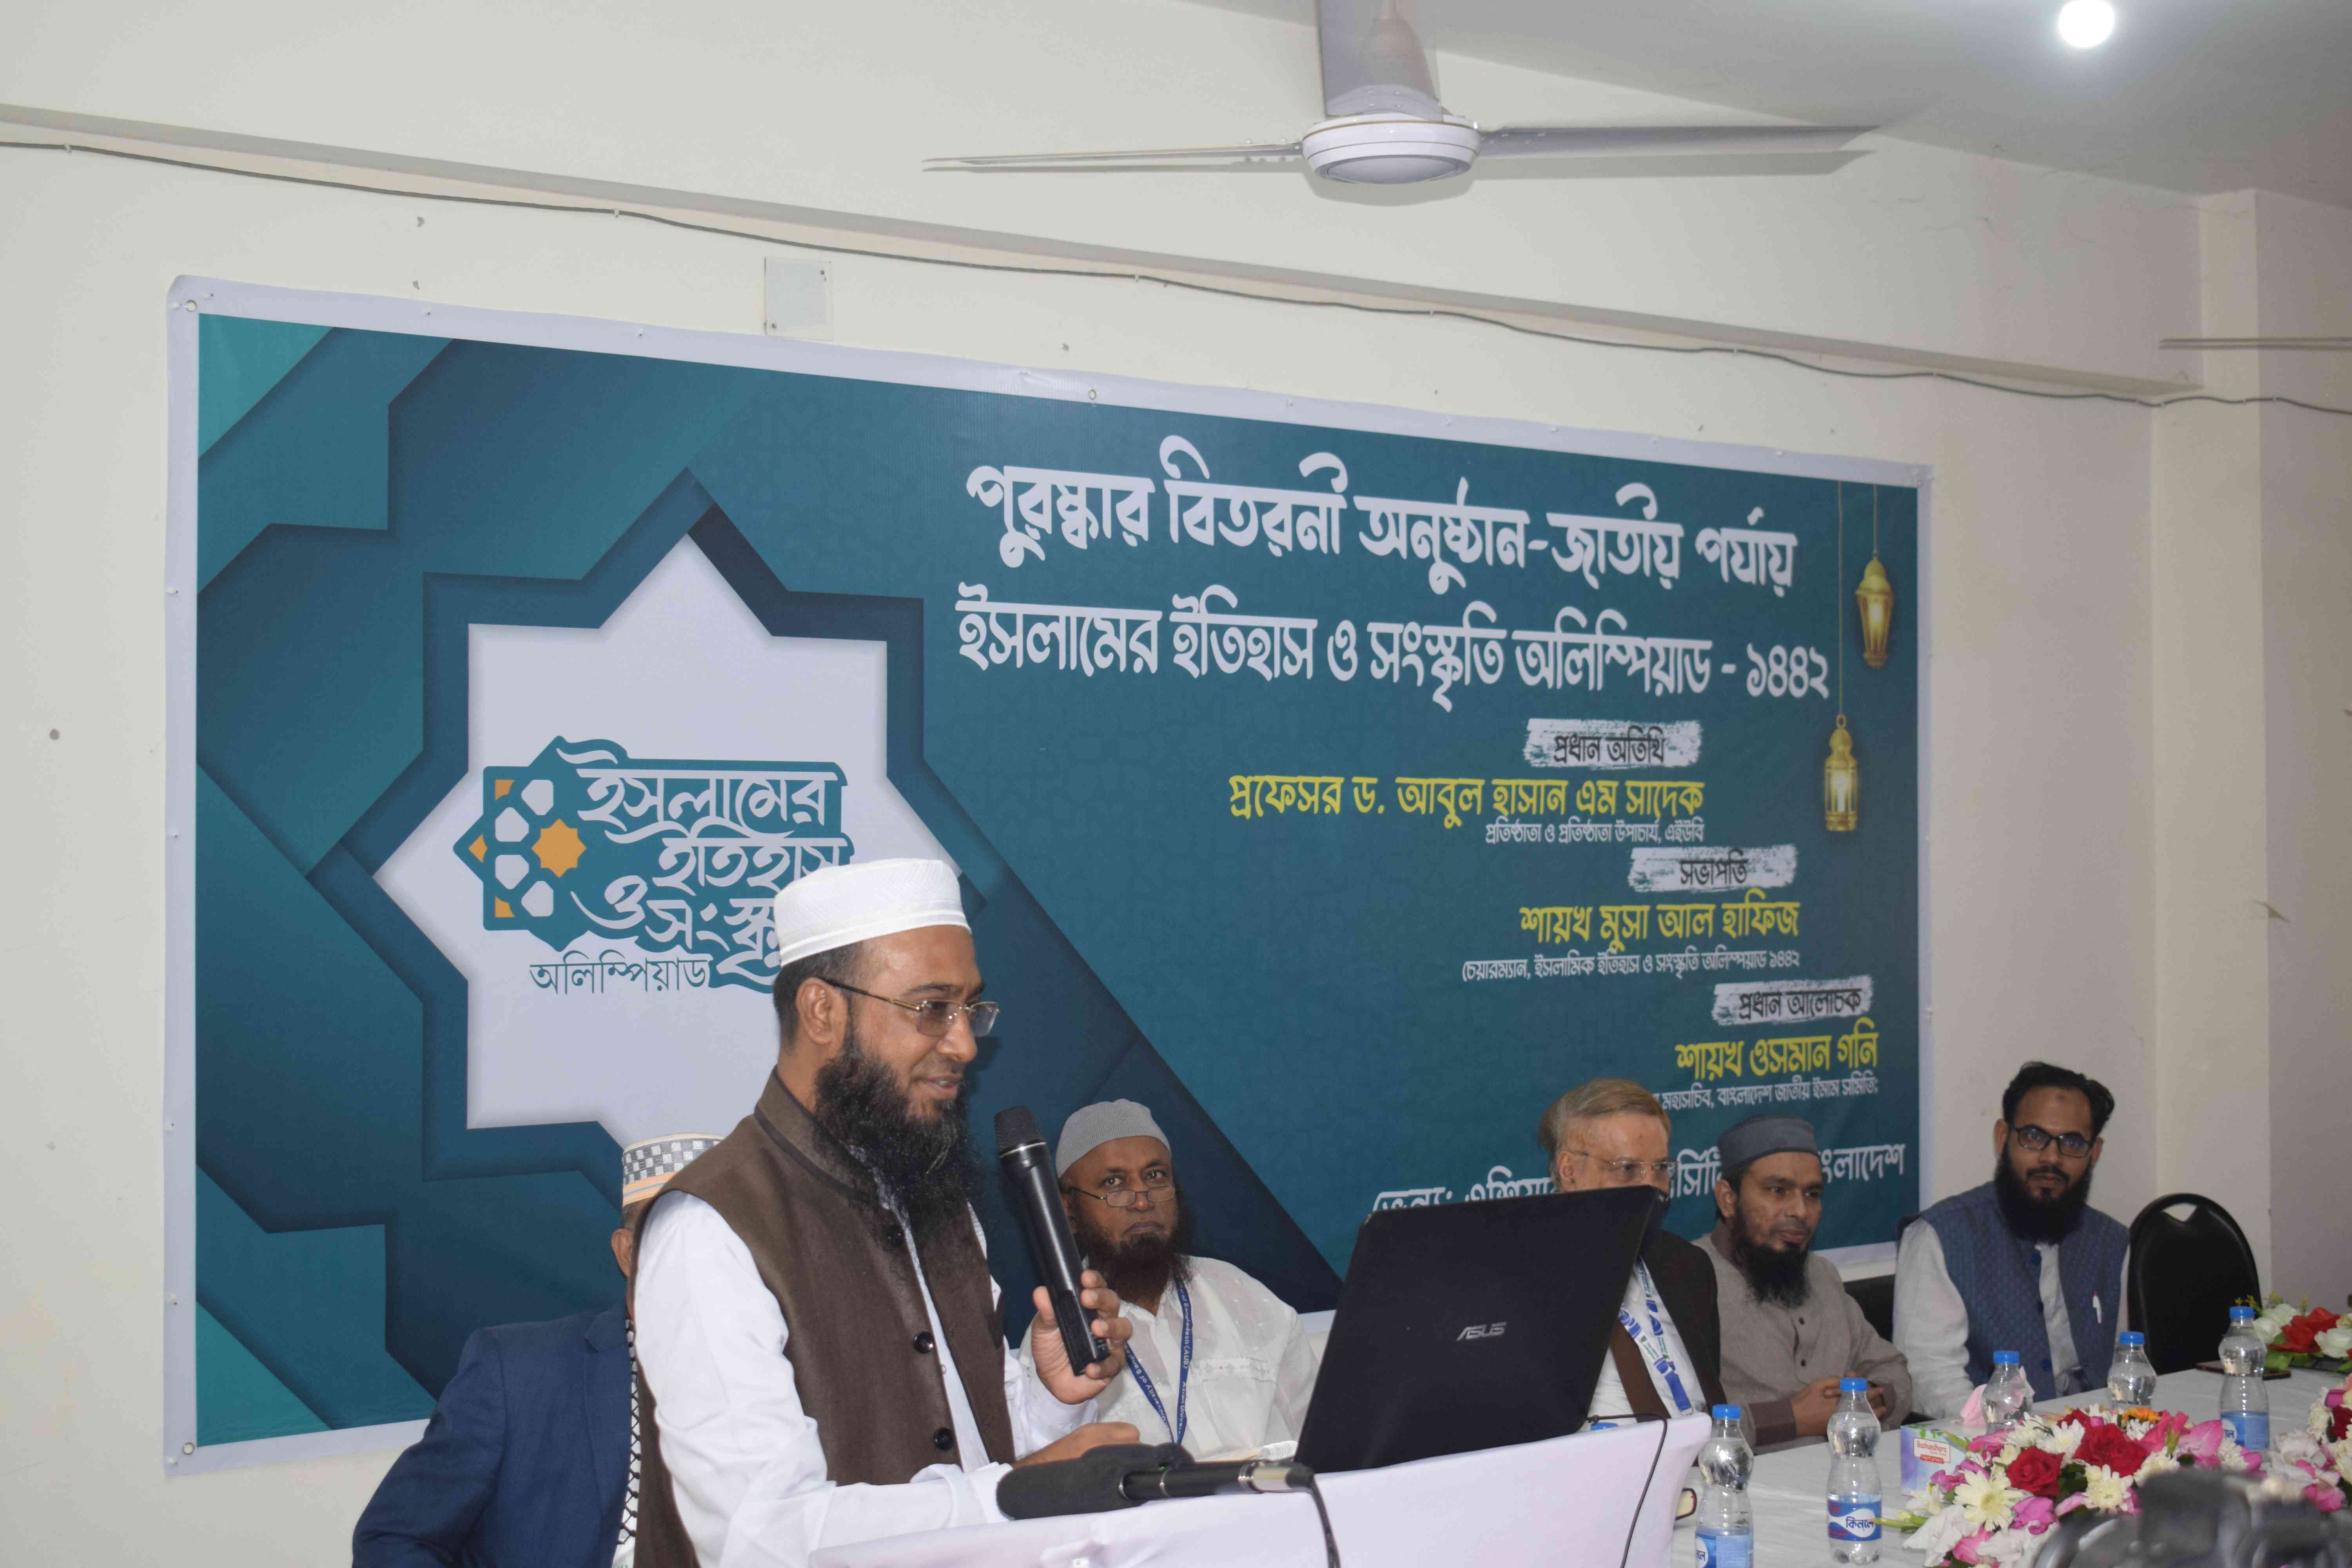 পুরস্কার বিতরনী অনুষ্ঠান-জাতীয় পর্যায়
ইসলামের ইতিহাস ও সংস্কৃতি অলিম্পিয়াড - ১৪৪২
প্রধান অতিথি
প্রফেসর ড. আবুল হাসান এম সাদেক
প্রতিষ্ঠাতা ও প্রতিষ্ঠাতা উপাচার্য, এইউবি
সভাপতি
শায়খ মুসা আল হাফিজ
চেয়ারম্যান, ইসলামিক ইতিহাস ও সংস্কৃতি অলিম্পিয়াড ১৪৪২
প্রধান আলোচক
শায়খ ওসমান গনি
মহাসচিব, বাংলাদেশ জাতীয় ইমাম সমিতি:
ইসলামের
ইতিহাস
ও সংস্কৃ
অলিম্পিয়াড
ASUS
কিনলে